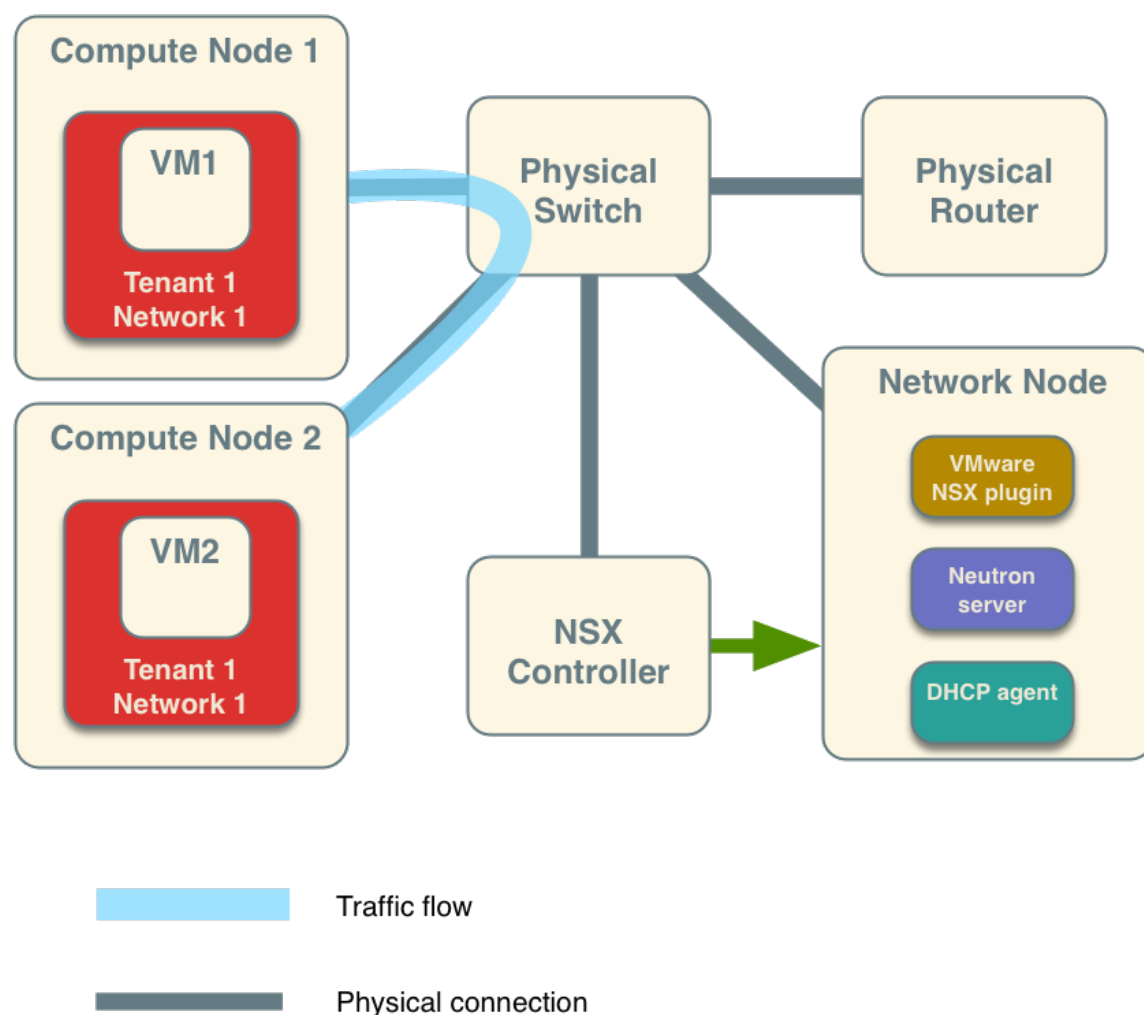 Compute Node 1
VM1
Tenant 1
Network 1
Physical
Switch
Physical
Router
Compute Node 2
VM2
Tenant 1
Network 1
NSX
Controller
Network Node
VMware
NSX plugin
Neutron
server
DHCP agent
Traffic flow
Physical connection